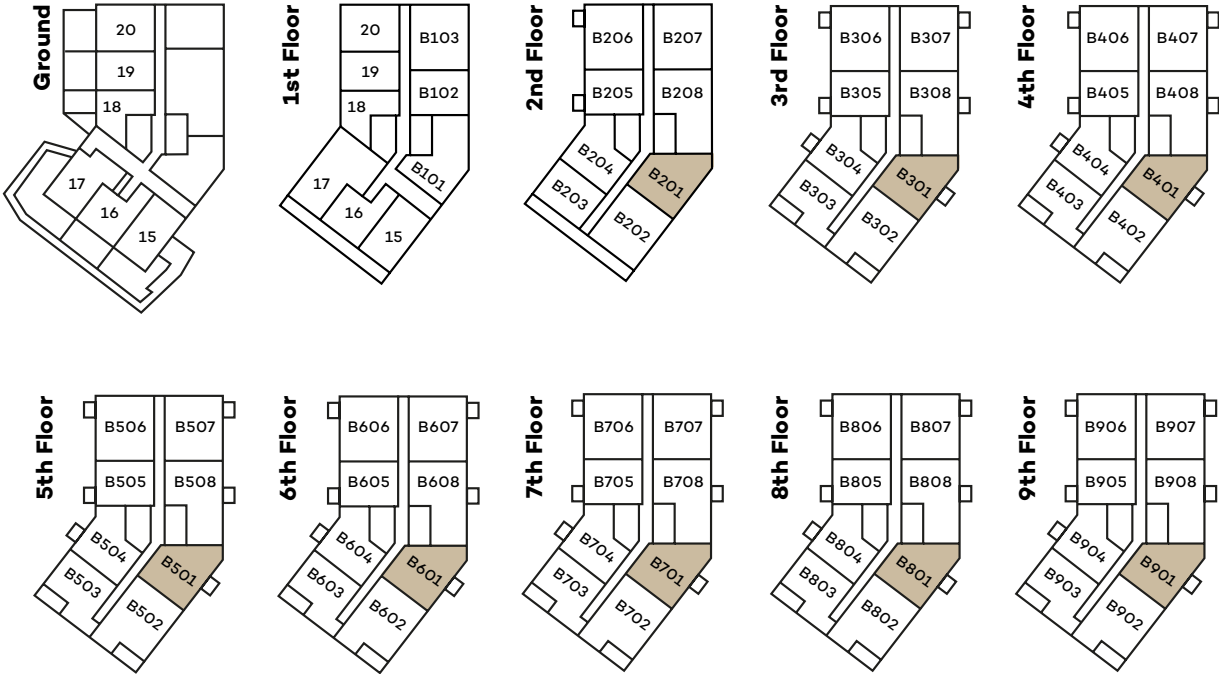 Ground
20
19
18
17
16
15
1st Floor
20
B103
19
B102
18
B101
17
16
15
2nd Floor
B206
B207
B205
B208
B204
B201
B203
B202
3rd Floor
B306
B307
B305
B308
B304
B301
B303
B302
4th Floor
B406
B407
B405
B408
B404
B401
B403
B402
5th Floor
B506
B507
B505
B508
B504
B501
B503
B502
6th Floor
B606
B607
B605
B608
B604
B601
B603
B602
7th Floor
B706
B707
B705
B708
B704
B701
B703
B702
8th Floor
B806
B807
B805
B808
B804
B801
B803
B802
9th Floor
B906
B907
B905
B908
B904
B901
B903
B902